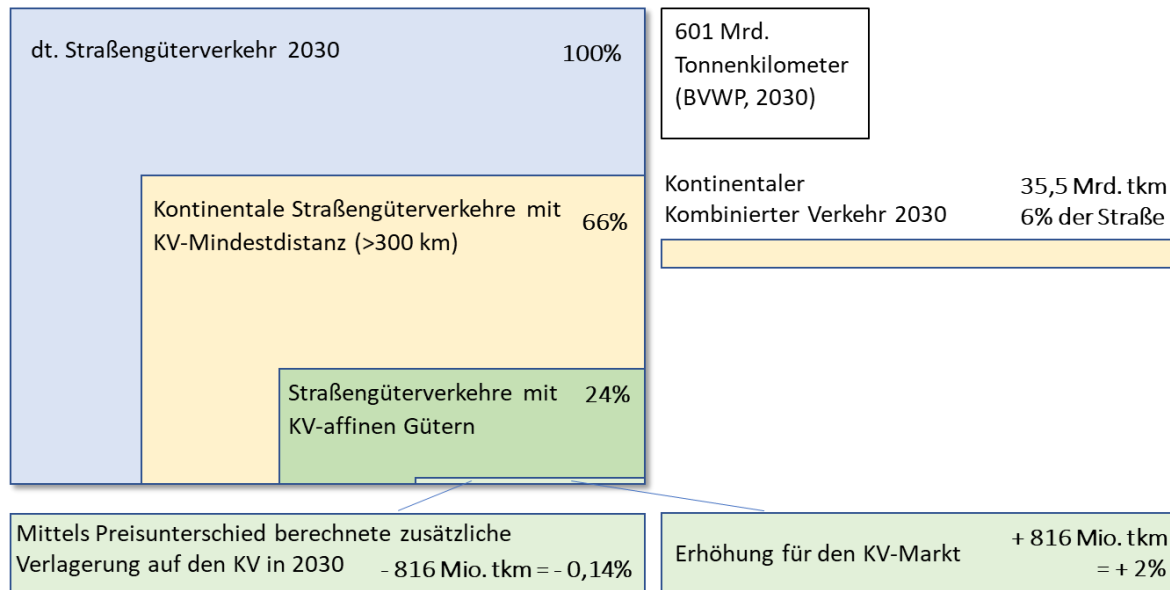 dt. Straßengüterverkehr 2030 100%
601 Mrd.
Tonnenkilometer
(BVWP, 2030)
Kontinentale Straßengüterverkehre mit 66%
KV-Mindestdistanz (>300 km)
Kontinentaler 35,5 Mrd. tkm
Kombinierter Verkehr 2030 6% der Straße
Straßengüterverkehre mit 24%
KV-affinen Gütern
Mittels Preisunterschied berechnete zusätzliche
Verlagerung auf den KV in 2030 - 816 Mio. tkm = - 0,14%
Erhöhung für den KV-Markt + 816 Mio. tkm
= + 2%